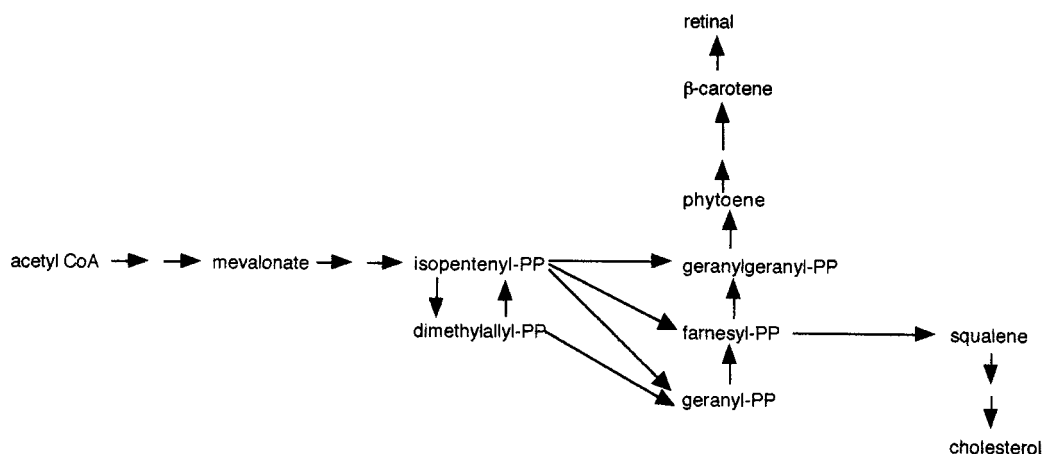 retinal
β-carotene
phytoene
acetyl CoA
mevalonate
isopentenyl-PP
geranylgeranyl-PP
dimethylallyl-PP
farnesyl-PP
squalene
geranyl-PP
cholesterol